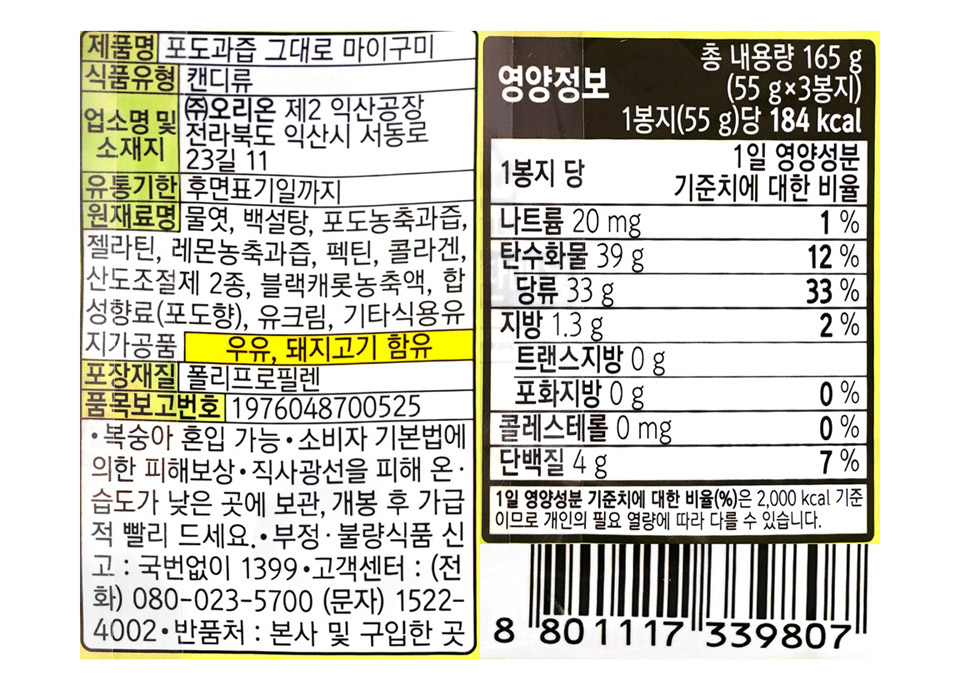 제품명 포도과즙 그대로 마이구미
식품유형 캔디류
업소명 및 소재지 ㈜오리온 제2 익산공장
전라북도 익산시 서동로
23길 11
유통기한 후면표기일까지
원재료명 물엿, 백설탕, 포도농축과즙,
젤라틴, 레몬농축과즙, 펙틴, 콜라겐,
산도조절제 2종, 블랙캐롯농축액, 합
성향료(포도향), 유크림, 기타식용유
지가공품 우유, 돼지고기 함유
포장재질 폴리프로필렌
품목보고번호 1976048700525
•복숭아 혼입 가능•소비자 기본법에
의한 피해보상•직사광선을 피해 온·
습도가 낮은 곳에 보관, 개봉 후 가급
적 빨리 드세요.•부정·불량식품 신
고 : 국번없이 1399•고객센터 : (전
화) 080-023-5700 (문자) 1522-
4002•반품처 : 본사 및 구입한 곳
영양정보
총 내용량 165 g
(55 g×3봉지)
1봉지(55 g)당 184 kcal
1봉지 당 1일 영양성분
기준치에 대한 비율
나트륨 20 mg 1 %
탄수화물 39 g 12 %
당류 33 g 33 %
지방 1.3 g 2 %
트랜스지방 0 g
포화지방 0 g 0 %
콜레스테롤 0 mg 0 %
단백질 4 g 7 %
1일 영양성분 기준치에 대한 비율(%)은 2,000 kcal 기준
이므로 개인의 필요 열량에 따라 다를 수 있습니다.
8 801117 339807